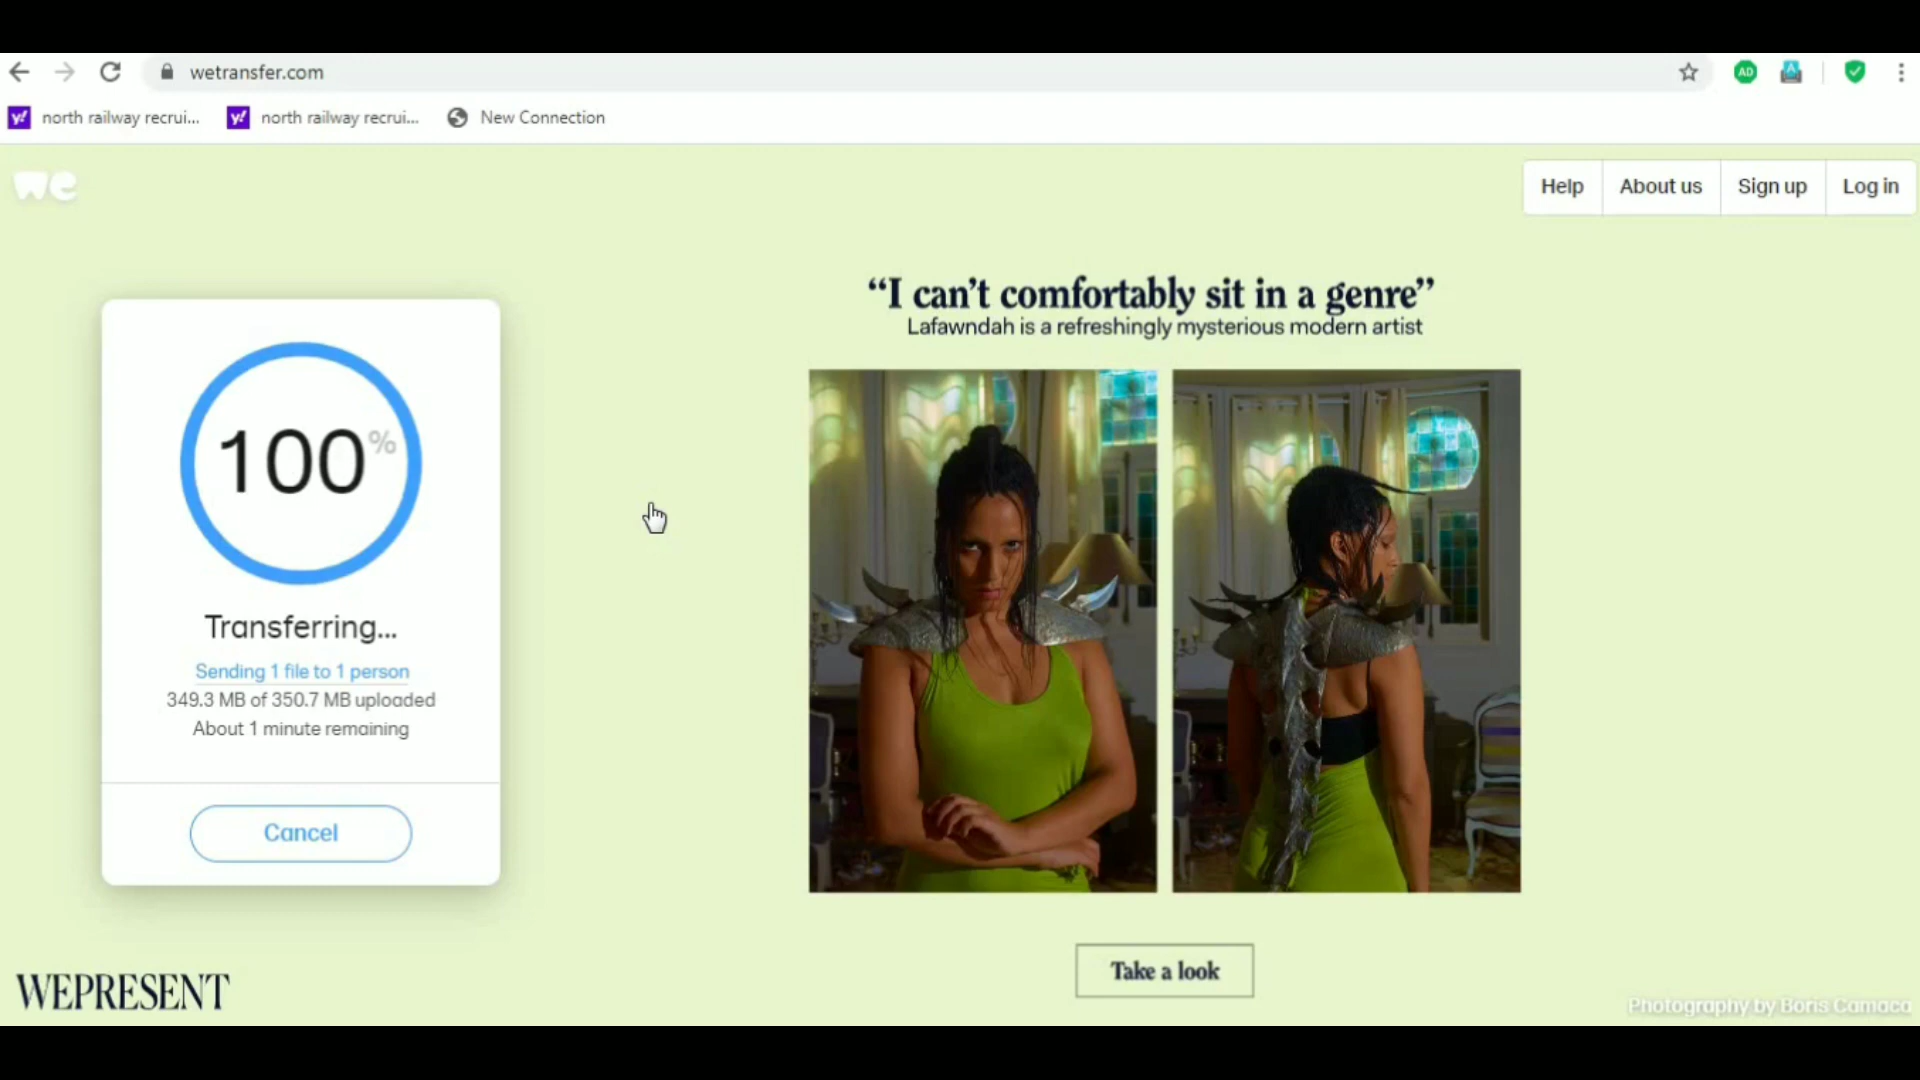 wetransfer.com
AD
y! north railway recrui... y! north railway recrui... New Connection
we
Help About us Sign up Log in
“I can’t comfortably sit in a genre”
Lafawndah is a refreshingly mysterious modern artist
100%
Transferring...
Sending 1 file to 1 person
349.3 MB of 350.7 MB uploaded
About 1 minute remaining
Cancel
Take a look
WEPRESENT
Photography by Boris Camaca